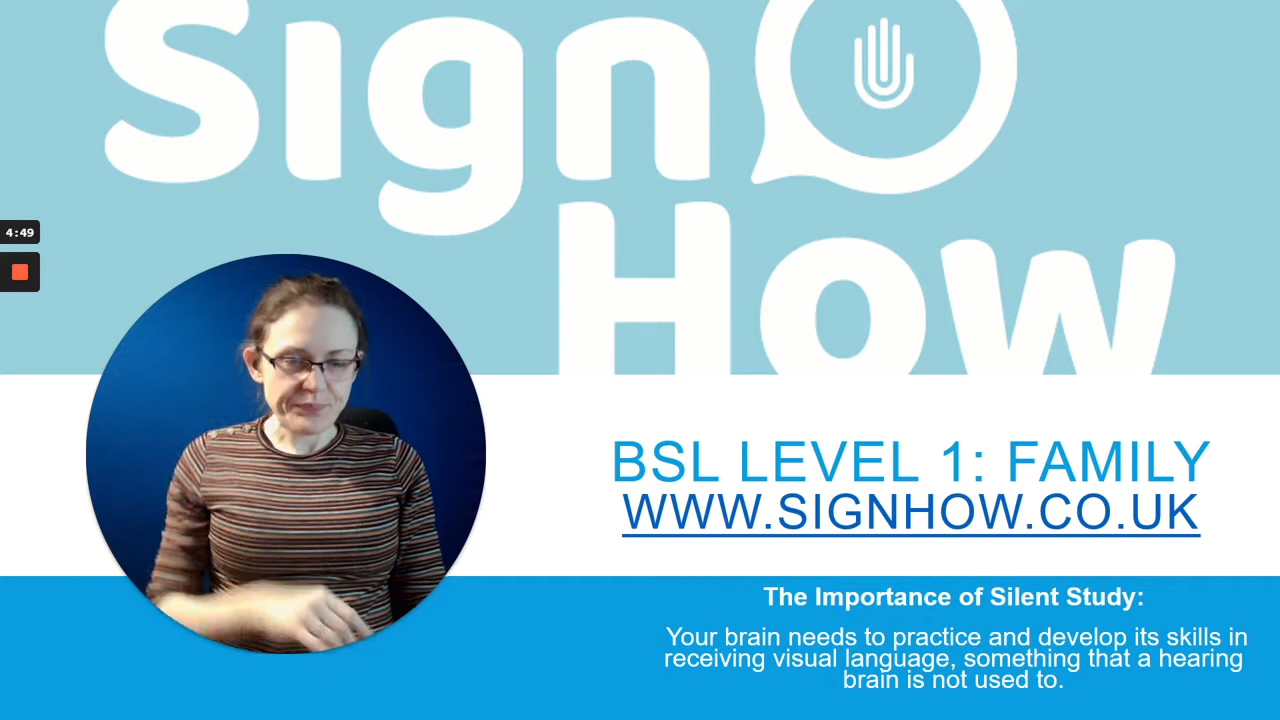 Sign
How
4:49
BSL LEVEL 1: FAMILY
WWW.SIGNHOW.CO.UK
The Importance of Silent Study:
Your brain needs to practice and develop its skills in
receiving visual language, something that a hearing
brain is not used to.